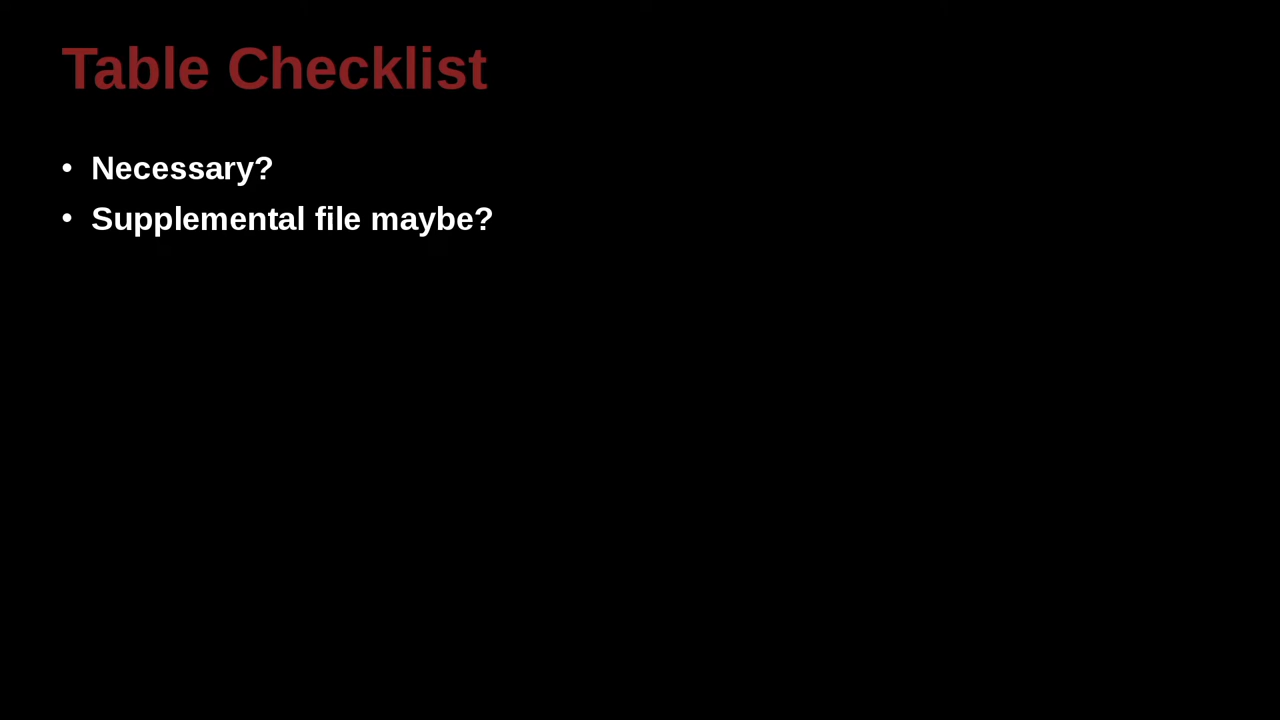 Table Checklist
• Necessary?
• Supplemental file maybe?